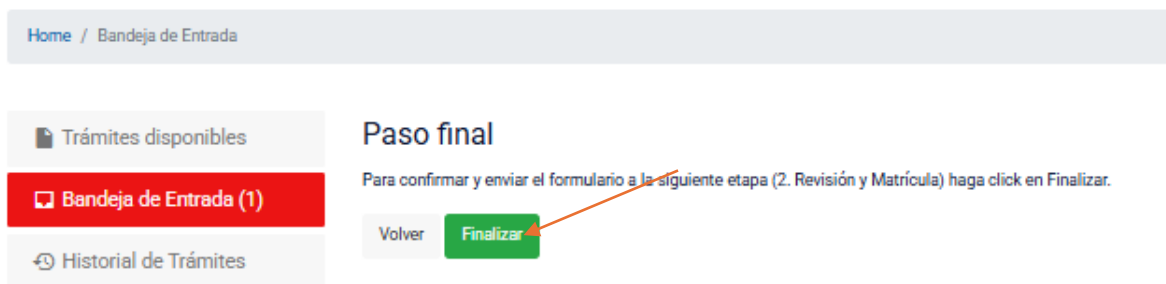 Home / Bandeja de Entrada
Trámites disponibles
Bandeja de Entrada (1)
Historial de Trámites
Paso final
Para confirmar y enviar el formulario a la siguiente etapa (2. Revisión y Matrícula) haga click en Finalizar.
Volver Finalizar